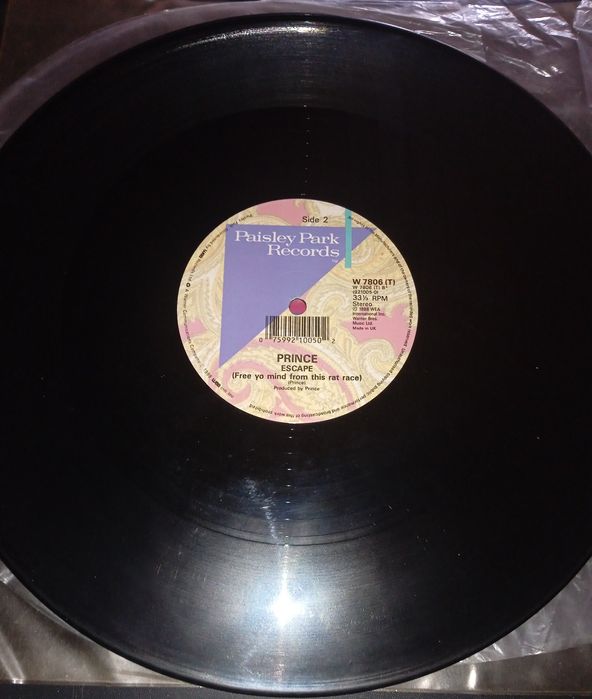 Side 2
Paisley Park
Records
W 7806 (T)
W 7806 (T) B
(921005-0)
33⅓ RPM
Stereo
℗ 1988 WEA
International Inc.
Warner Bros.
Music Ltd.
Made in UK
0 75992 10050 2
PRINCE
ESCAPE
(Free yo mind from this rat race)
(Prince)
Produced by Prince